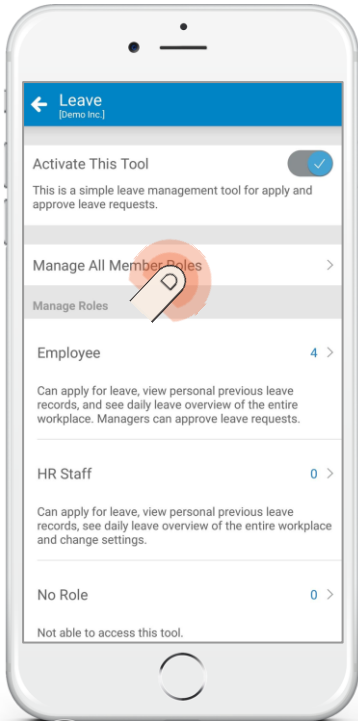 Leave
[Demo Inc.]
Activate This Tool
This is a simple leave management tool for apply and
approve leave requests.
Manage All Member Roles
Manage Roles
Employee 4
Can apply for leave, view personal previous leave
records, and see daily leave overview of the entire
workplace. Managers can approve leave requests.
HR Staff 0
Can apply for leave, view personal previous leave
records, see daily leave overview of the entire workplace
and change settings.
No Role 0
Not able to access this tool.